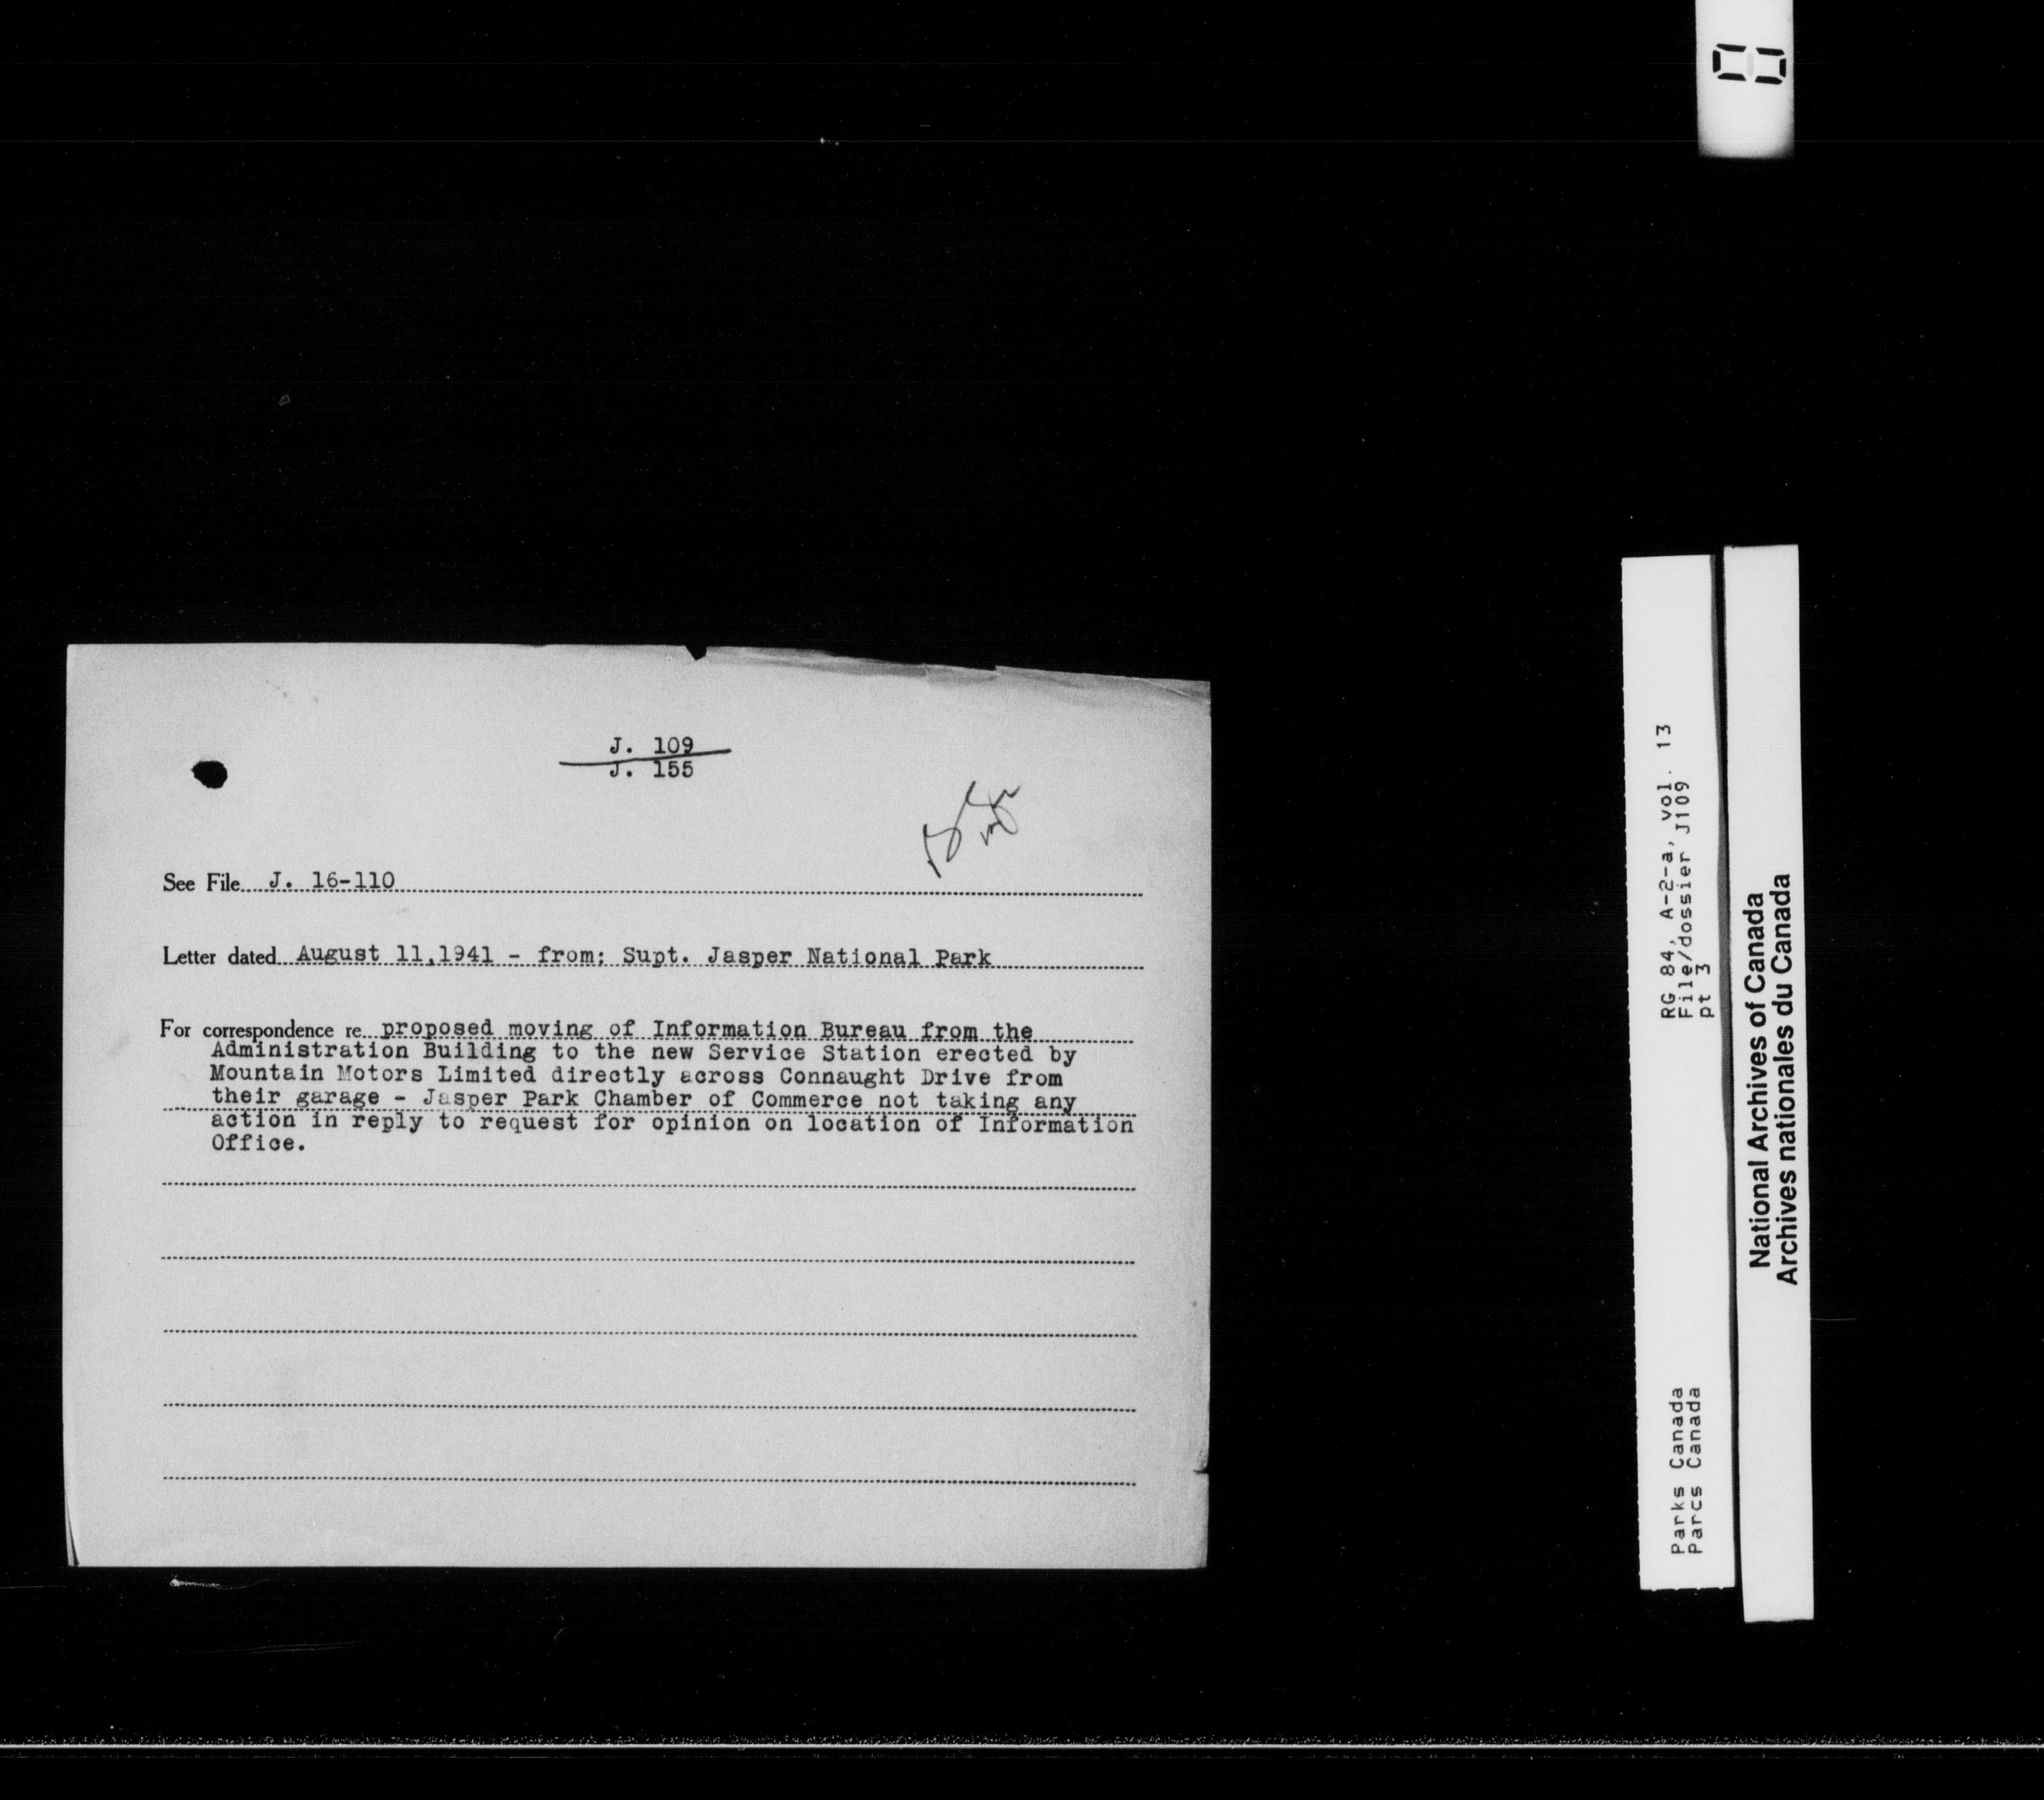 J. 109
J. 155
See File J. 16-110
Letter dated August 11,1941 - from: Supt. Jasper National Park
For correspondence re proposed moving of Information Bureau from the
Administration Building to the new Service Station erected by
Mountain Motors Limited directly across Connaught Drive from
their garage - Jasper Park Chamber of Commerce not taking any
action in reply to request for opinion on location of Information
Office.
RG 84, A-2-a, vol. 13
File/dossier J109
pt 3
Parks Canada
Parcs Canada
National Archives of Canada
Archives nationales du Canada